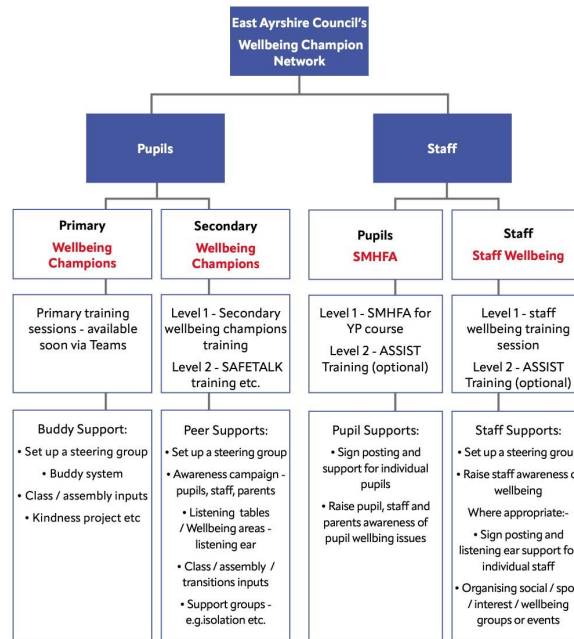 East Ayrshire Council's
Wellbeing Champion
Network
Pupils
Staff
Primary
Wellbeing
Champions
Secondary
Wellbeing
Champions
Pupils
SMHFA
Staff
Staff Wellbeing
Primary training
sessions - available
soon via Teams
Level 1 - Secondary
wellbeing champions
training
Level 2 - SAFETALK
training etc.
Level 1 - SMHFA for
YP course
Level 2 - ASSIST
Training (optional)
Level 1 - staff
wellbeing training
session
Level 2 - ASSIST
Training (optional)
Buddy Support:
• Set up a steering group
• Buddy system
• Class / assembly inputs
• Kindness project etc
Peer Supports:
• Set up a steering group
• Awareness campaign -
pupils, staff, parents
• Listening tables
/ Wellbeing areas -
listening ear
• Class / assembly /
transitions inputs
• Support groups -
e.g.isolation etc.
Pupil Supports:
• Sign posting and
support for individual
pupils
• Raise pupil, staff and
parents awareness of
pupil wellbing issues
Staff Supports:
• Set up a steering group
• Raise staff awareness
wellbeing
Where appropriate:-
• Sign posting and
listening ear support for
individual staff
• Organising social /
/ interest / wellbeing
groups or events